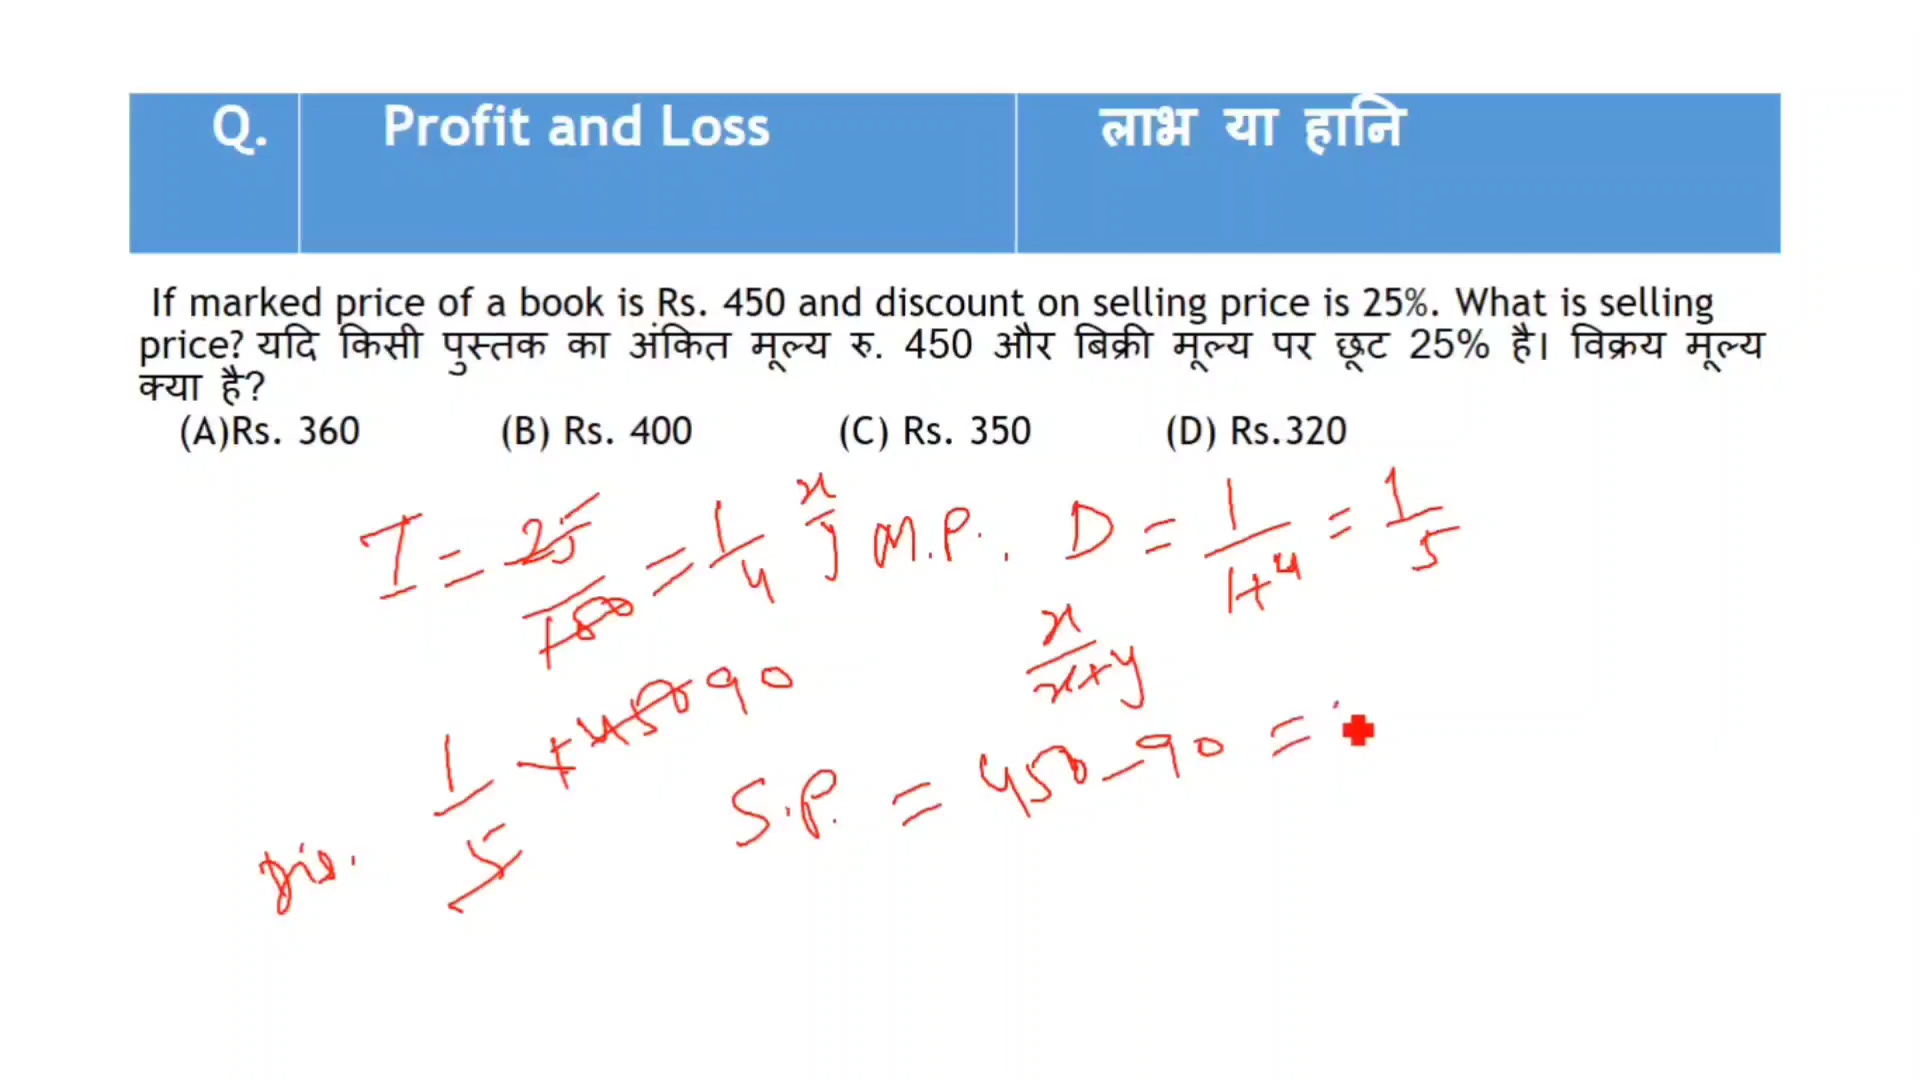 Q. Profit and Loss लाभ या हानि
If marked price of a book is Rs. 450 and discount on selling price is 25%. What is selling
price? यदि किसी पुस्तक का अंकित मूल्य रु. 450 और बिक्री मूल्य पर छूट 25% है। विक्रय मूल्य
क्या है?
(A)Rs. 360 (B) Rs. 400 (C) Rs. 350 (D) Rs.320
I = 25/100 = 1/4 x/y M.P. D = 1/1+4 = 1/5
x/x+y
1/5 × 450 90
S.P. = 450-90 =
Dis.